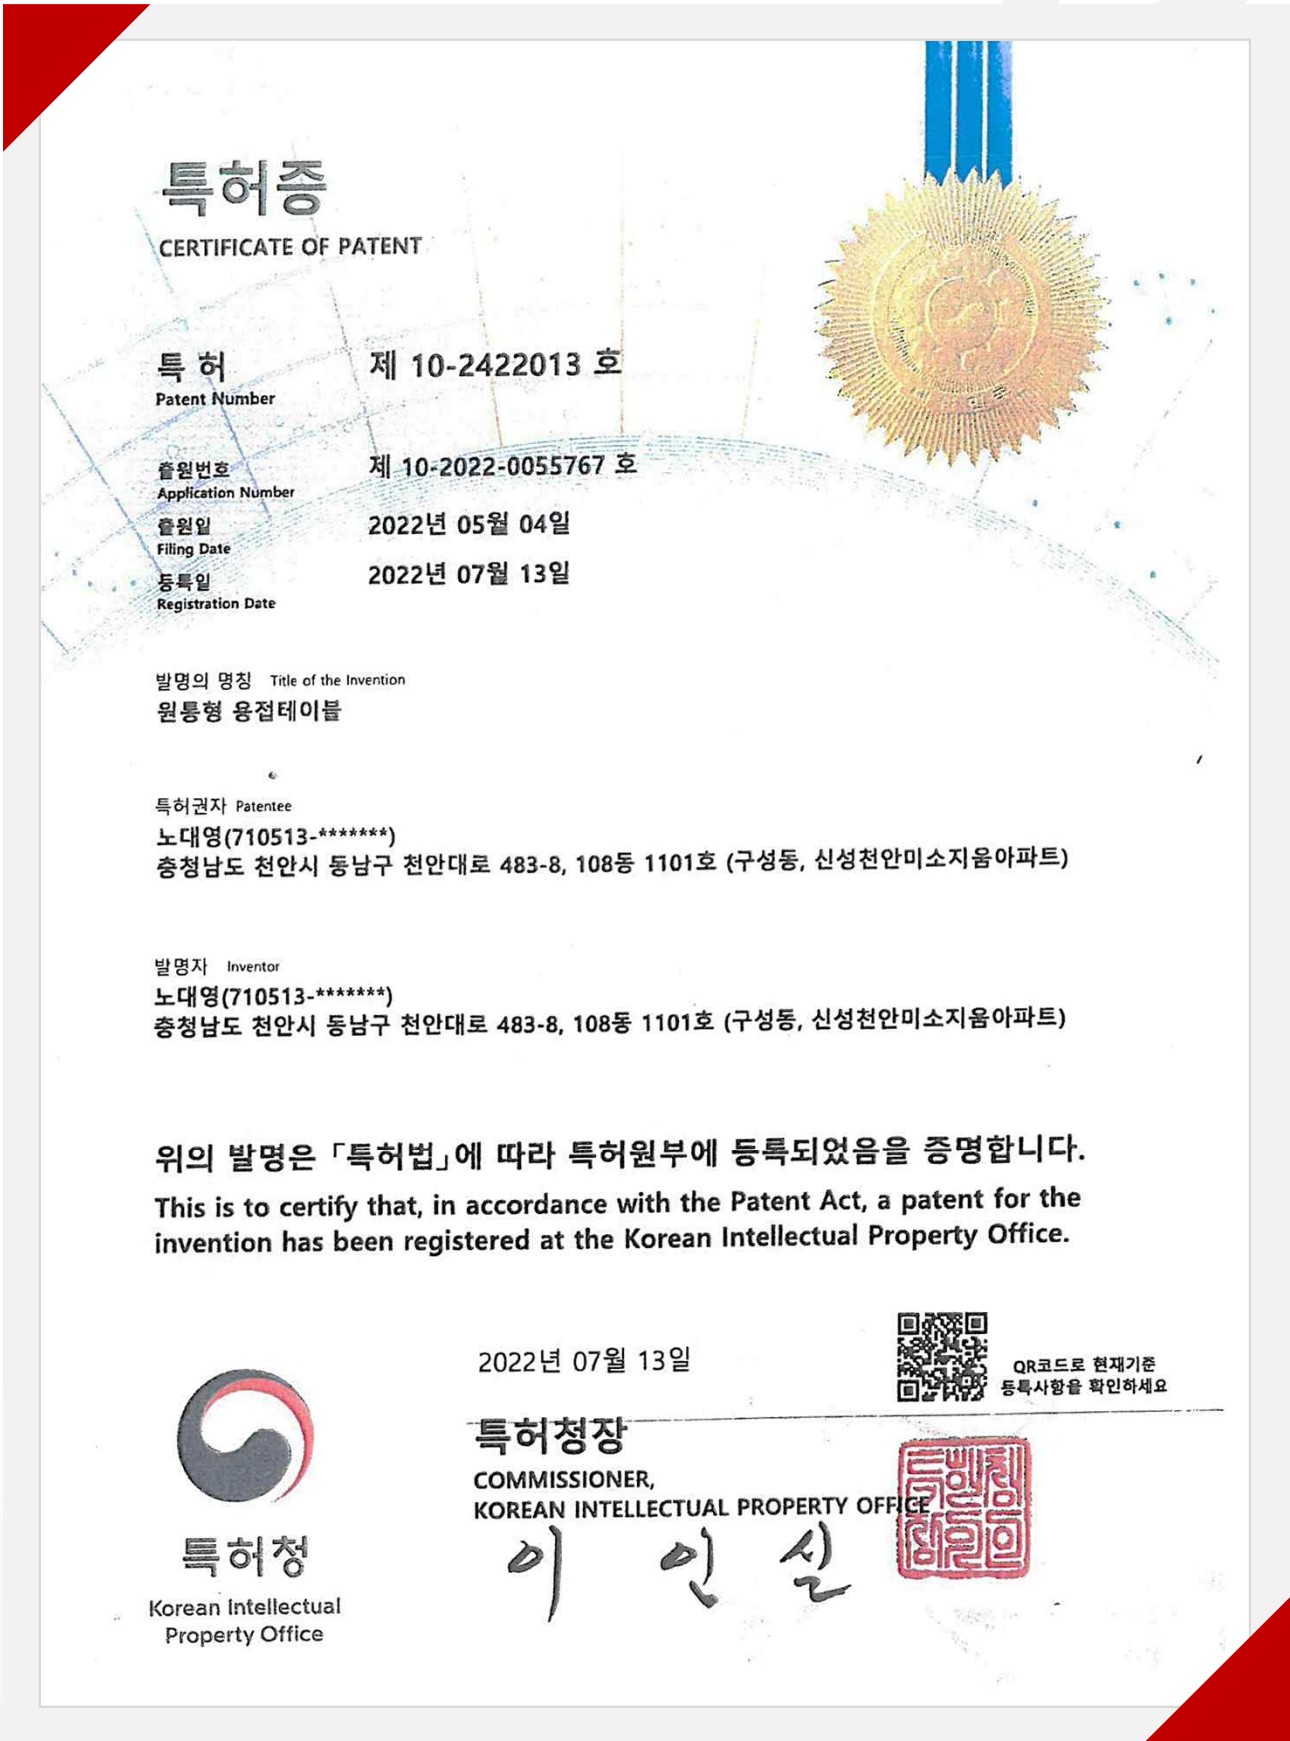 특허증
CERTIFICATE OF PATENT
특 허 제 10-2422013 호
Patent Number
출원번호 제 10-2022-0055767 호
Application Number
출원일 2022년 05월 04일
Filing Date
등록일 2022년 07월 13일
Registration Date
발명의 명칭 Title of the Invention
원통형 용접테이블
특허권자 Patentee
노대영(710513-*******)
충청남도 천안시 동남구 천안대로 483-8, 108동 1101호 (구성동, 신성천안미소지움아파트)
발명자 Inventor
노대영(710513-*******)
충청남도 천안시 동남구 천안대로 483-8, 108동 1101호 (구성동, 신성천안미소지움아파트)
위의 발명은 「특허법」에 따라 특허원부에 등록되었음을 증명합니다.
This is to certify that, in accordance with the Patent Act, a patent for the
invention has been registered at the Korean Intellectual Property Office.
2022년 07월 13일
QR코드로 현재기준
등록사항을 확인하세요
특허청장
COMMISSIONER,
KOREAN INTELLECTUAL PROPERTY OFFICE
이 인 실
특허청
Korean Intellectual
Property Office